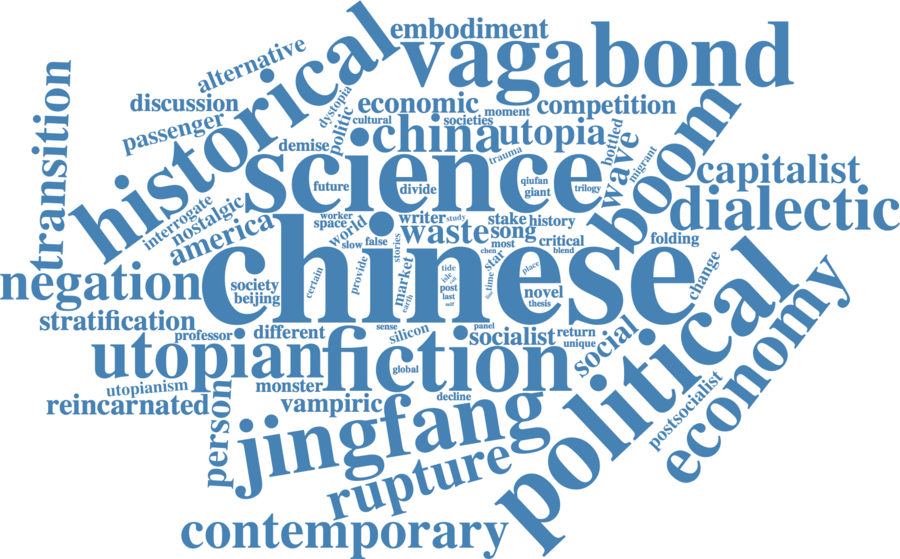 embodiment
vagabond
historical
alternative
transition
discussion
passenger
dystopia
politic
economic
cultural
societies
moment
competition
china
utopia
boom
bottled
wave
migrant
demise
science
trauma
capitalist
future
divide
qiufan
giant
trilogy
dialectic
interrogate
nostalgic
america
worker
space
world
writer
study
stake
history
waste
song
most
critical
blend
folding
slow
false
stories
chen
star
negation
chinese
society
beijing
certain
provide
market
earth
tide
isle
post
last
self
time
place
novel
thesis
change
political
economy
stratification
professor
different
sense
silicon
panel
socialist
return
unique
social
utopian
fiction
global
utopianism
monster
decline
reincarnated
vampiric
person
jingfang
postsocialist
rupture
contemporary